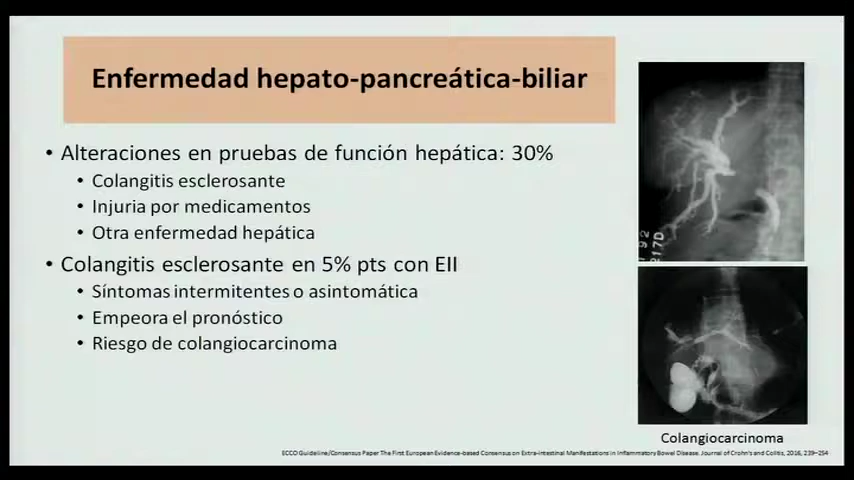 Enfermedad hepato-pancreática-biliar
• Alteraciones en pruebas de función hepática: 30%
• Colangitis esclerosante
• Injuria por medicamentos
• Otra enfermedad hepática
• Colangitis esclerosante en 5% pts con EII
• Síntomas intermitentes o asintomática
• Empeora el pronóstico
• Riesgo de colangiocarcinoma
92
217D
Colangiocarcinoma
ECCO Guideline/Consensus Paper The First European Evidence-based Consensus on Extra-intestinal Manifestations in Inflammatory Bowel Disease. Journal of Crohn's and Colitis, 2016, 239–254